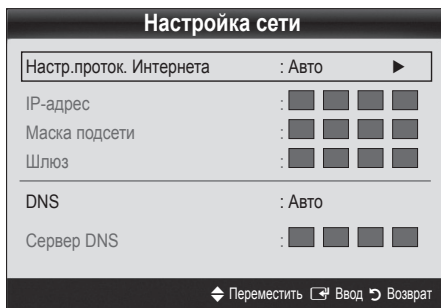 Настройка сети
Настр.проток. Интернета : Авто ►
IP-адрес :
Маска подсети :
Шлюз :
DNS : Авто
Сервер DNS :
Переместить Ввод Возврат